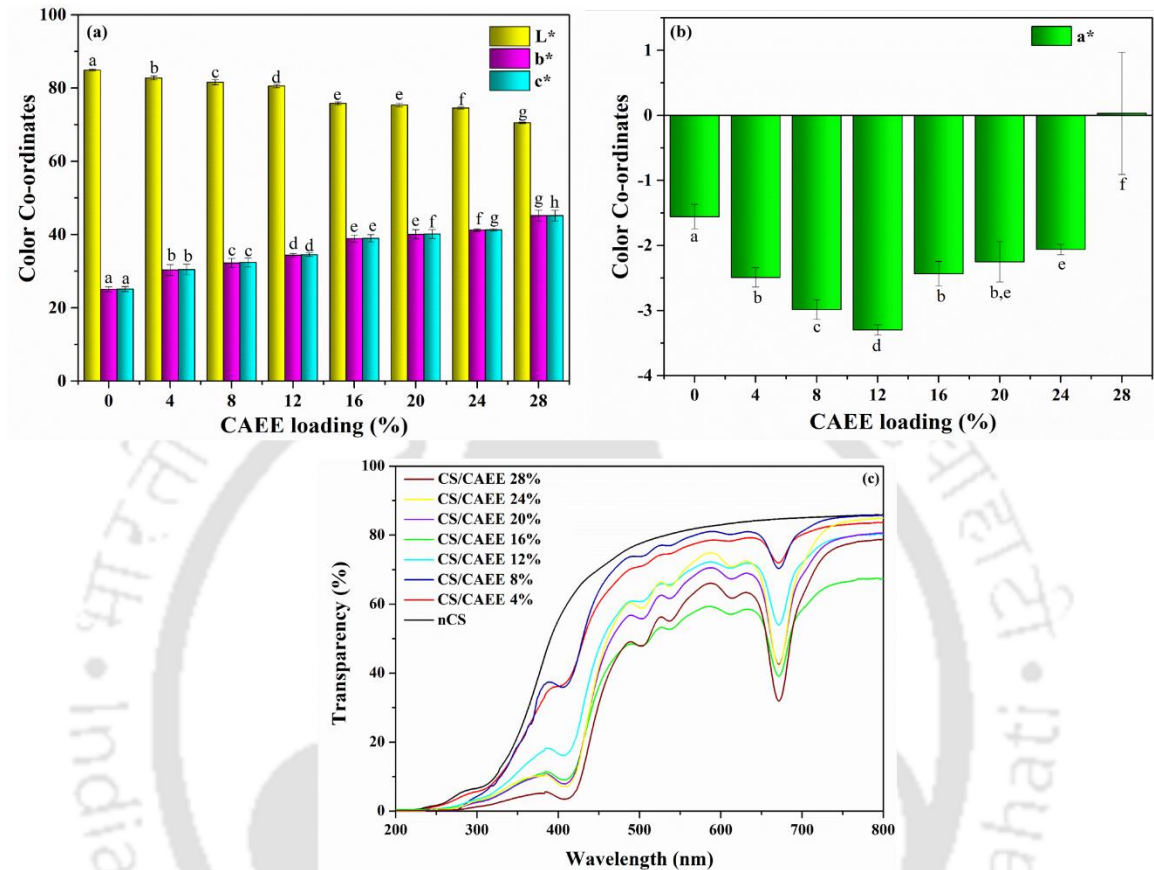 (a)
L*
b*
c*
a b c d e e f g
a a b b c c d d e e e f f g g h
100
80
60
40
20
0
Color Co-ordinates
0 4 8 12 16 20 24 28
CAEE loading (%)
(b)
a*
1
0
-1
-2
-3
-4
Color Co-ordinates
a b c d b b,e e f
0 4 8 12 16 20 24 28
CAEE loading (%)
(c)
CS/CAEE 28%
CS/CAEE 24%
CS/CAEE 20%
CS/CAEE 16%
CS/CAEE 12%
CS/CAEE 8%
CS/CAEE 4%
nCS
100
80
60
40
20
0
Transparency (%)
200 300 400 500 600 700 800
Wavelength (nm)
India
hati